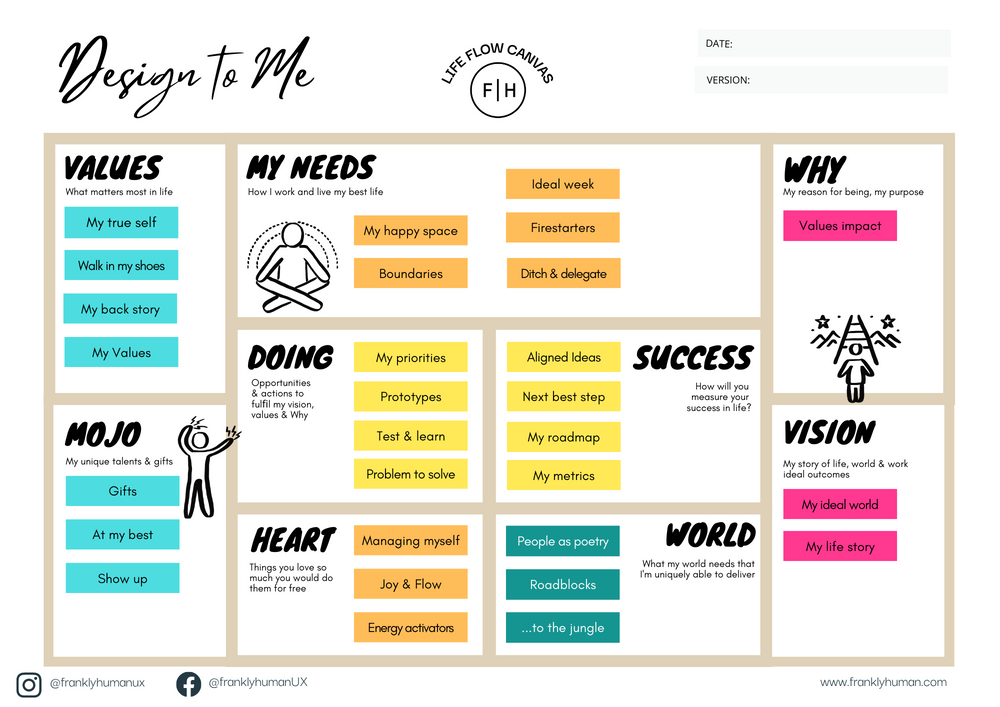 Design to Me
LIFE FLOW CANVAS
F|H
DATE:
VERSION:
VALUES
What matters most in life
My true self
Walk in my shoes
My back story
My Values
MY NEEDS
How I work and live my best life
My happy space
Boundaries
Ideal week
Firestarters
Ditch & delegate
WHY
My reason for being, my purpose
Values impact
MOJO
My unique talents & gifts
Gifts
At my best
Show up
DOING
Opportunities
& actions to
fulfil my vision,
values & Why
My priorities
Prototypes
Test & learn
Problem to solve
SUCCESS
How will you
measure your
success in life?
Aligned Ideas
Next best step
My roadmap
My metrics
VISION
My story of life, world & work
ideal outcomes
My ideal world
My life story
HEART
Things you love so
much you would do
them for free
Managing myself
Joy & Flow
Energy activators
WORLD
What my world needs that
I'm uniquely able to deliver
People as poetry
Roadblocks
...to the jungle
@franklyhumanux
@franklyhumanUX
www.franklyhuman.com